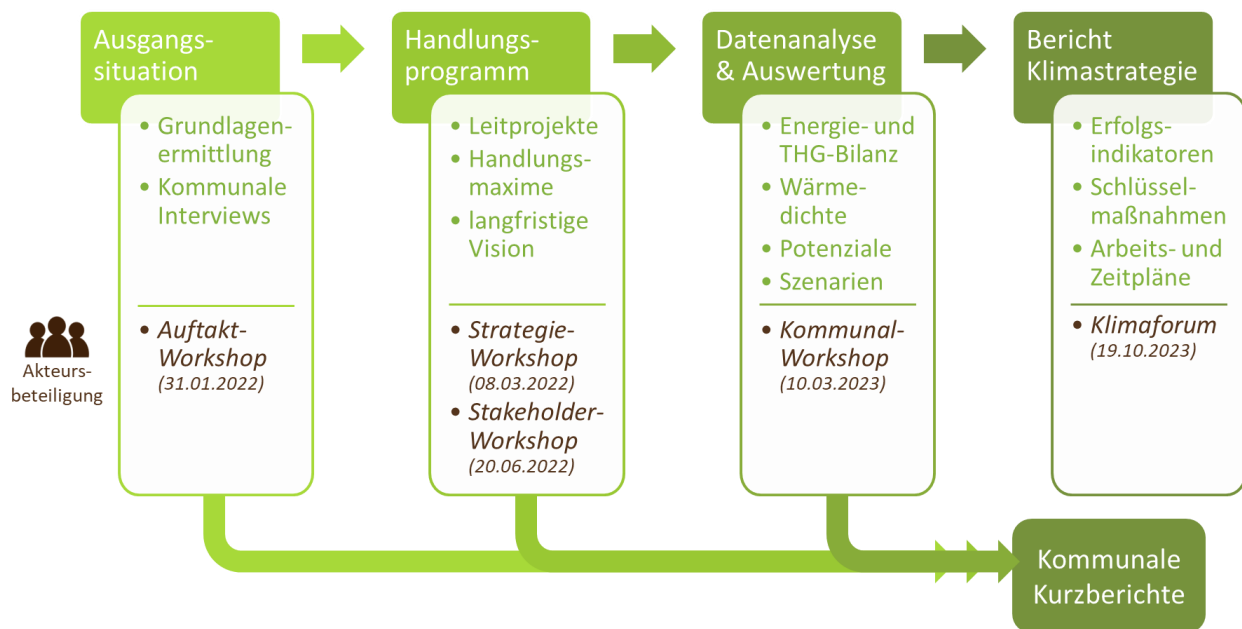 Ausgangs-
situation
Grundlagen-
ermittlung
Kommunale
Interviews
Auftakt-
Workshop
(31.01.2022)
Handlungs-
programm
Leitprojekte
Handlungs-
maxime
langfristige
Vision
Strategie-
Workshop
(08.03.2022)
Stakeholder-
Workshop
(20.06.2022)
Datenanalyse
& Auswertung
Energie- und
THG-Bilanz
Wärme-
dichte
Potenziale
Szenarien
Kommunal-
Workshop
(10.03.2023)
Bericht
Klimastrategie
Erfolgs-
indikatoren
Schlüssel-
maßnahmen
Arbeits- und
Zeitpläne
Klimaforum
(19.10.2023)
Akteurs-
beteiligung
Kommunale
Kurzberichte